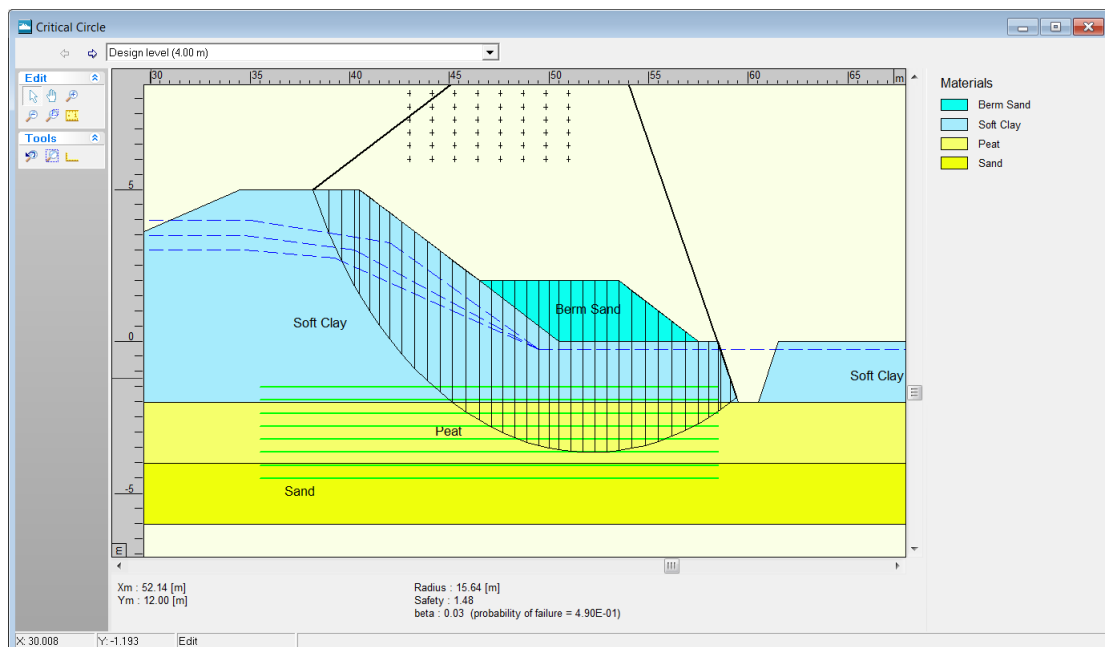 Critical Circle
Design level (4.00 m)
Edit
Tools
30 35 40 45 50 55 60 65 m
5
0
-5
E
Soft Clay
Berm Sand
Soft Clay
Peat
Sand
Materials
Berm Sand
Soft Clay
Peat
Sand
Xm : 52.14 [m]
Ym : 12.00 [m]
Radius : 15.64 [m]
Safety : 1.48
beta : 0.03 (probability of failure = 4.90E-01)
X: 30.008 Y: -1.193 Edit